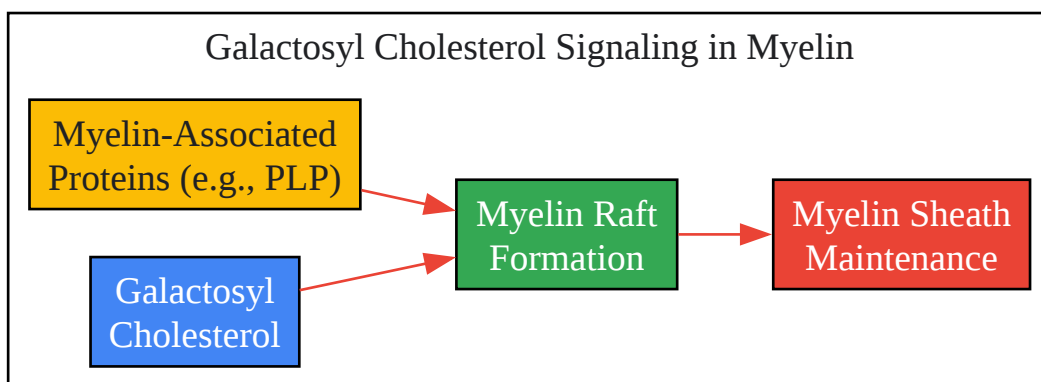 Galactosyl Cholesterol Signaling in Myelin
Myelin-Associated
Proteins (e.g., PLP)
Galactosyl
Cholesterol
Myelin Raft
Formation
Myelin Sheath
Maintenance